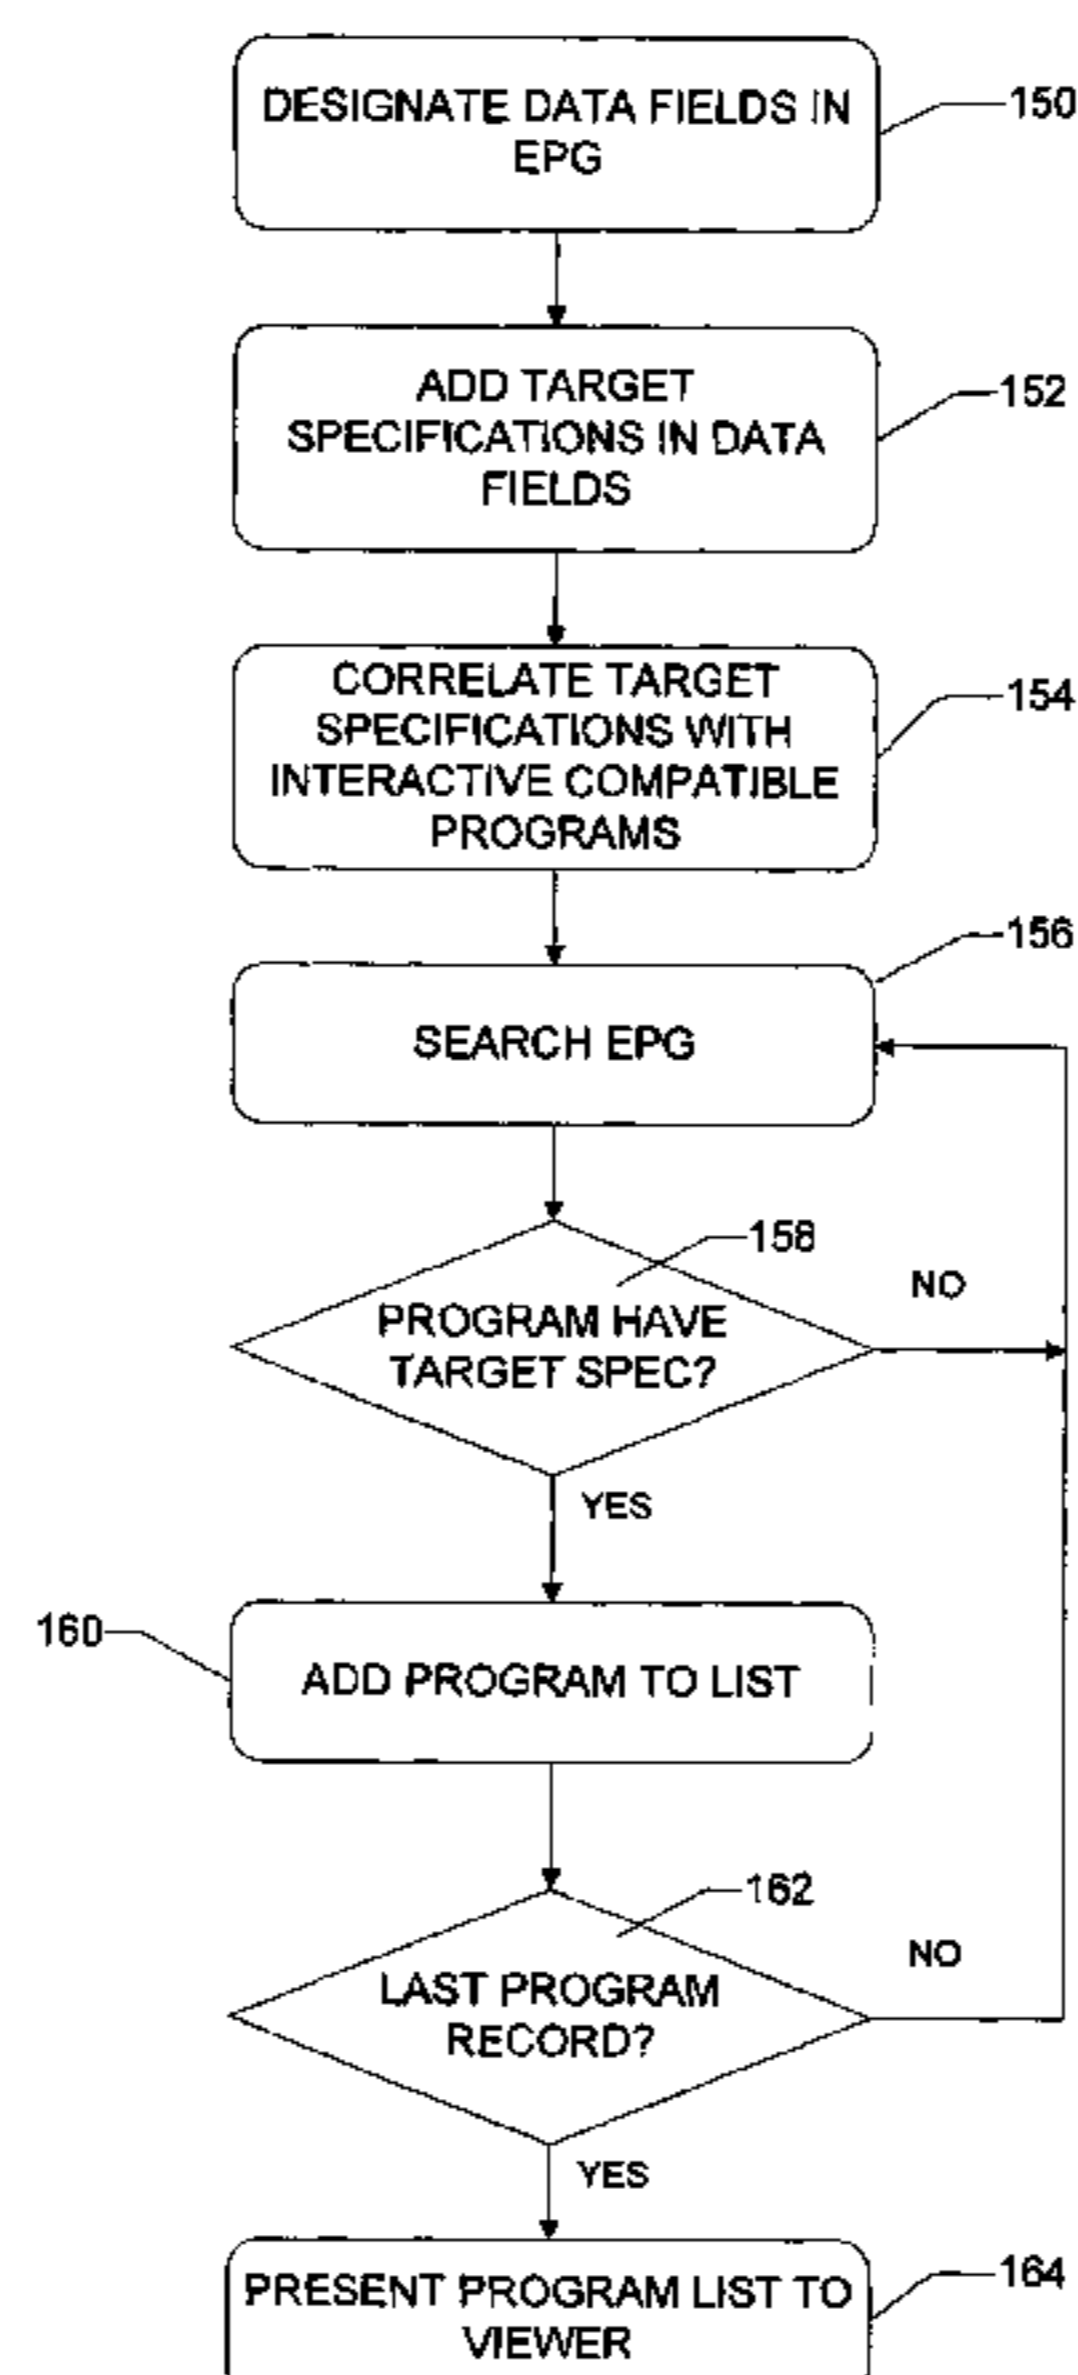 DESIGNATE DATA FIELDS IN
EPG
150
ADD TARGET
SPECIFICATIONS IN DATA
FIELDS
152
CORRELATE TARGET
SPECIFICATIONS WITH
INTERACTIVE COMPATIBLE
PROGRAMS
154
156
SEARCH EPG
158
NO
PROGRAM HAVE
TARGET SPEC?
YES
160
ADD PROGRAM TO LIST
162
NO
LAST PROGRAM
RECORD?
YES
164
PRESENT PROGRAM LIST TO
VIEWER